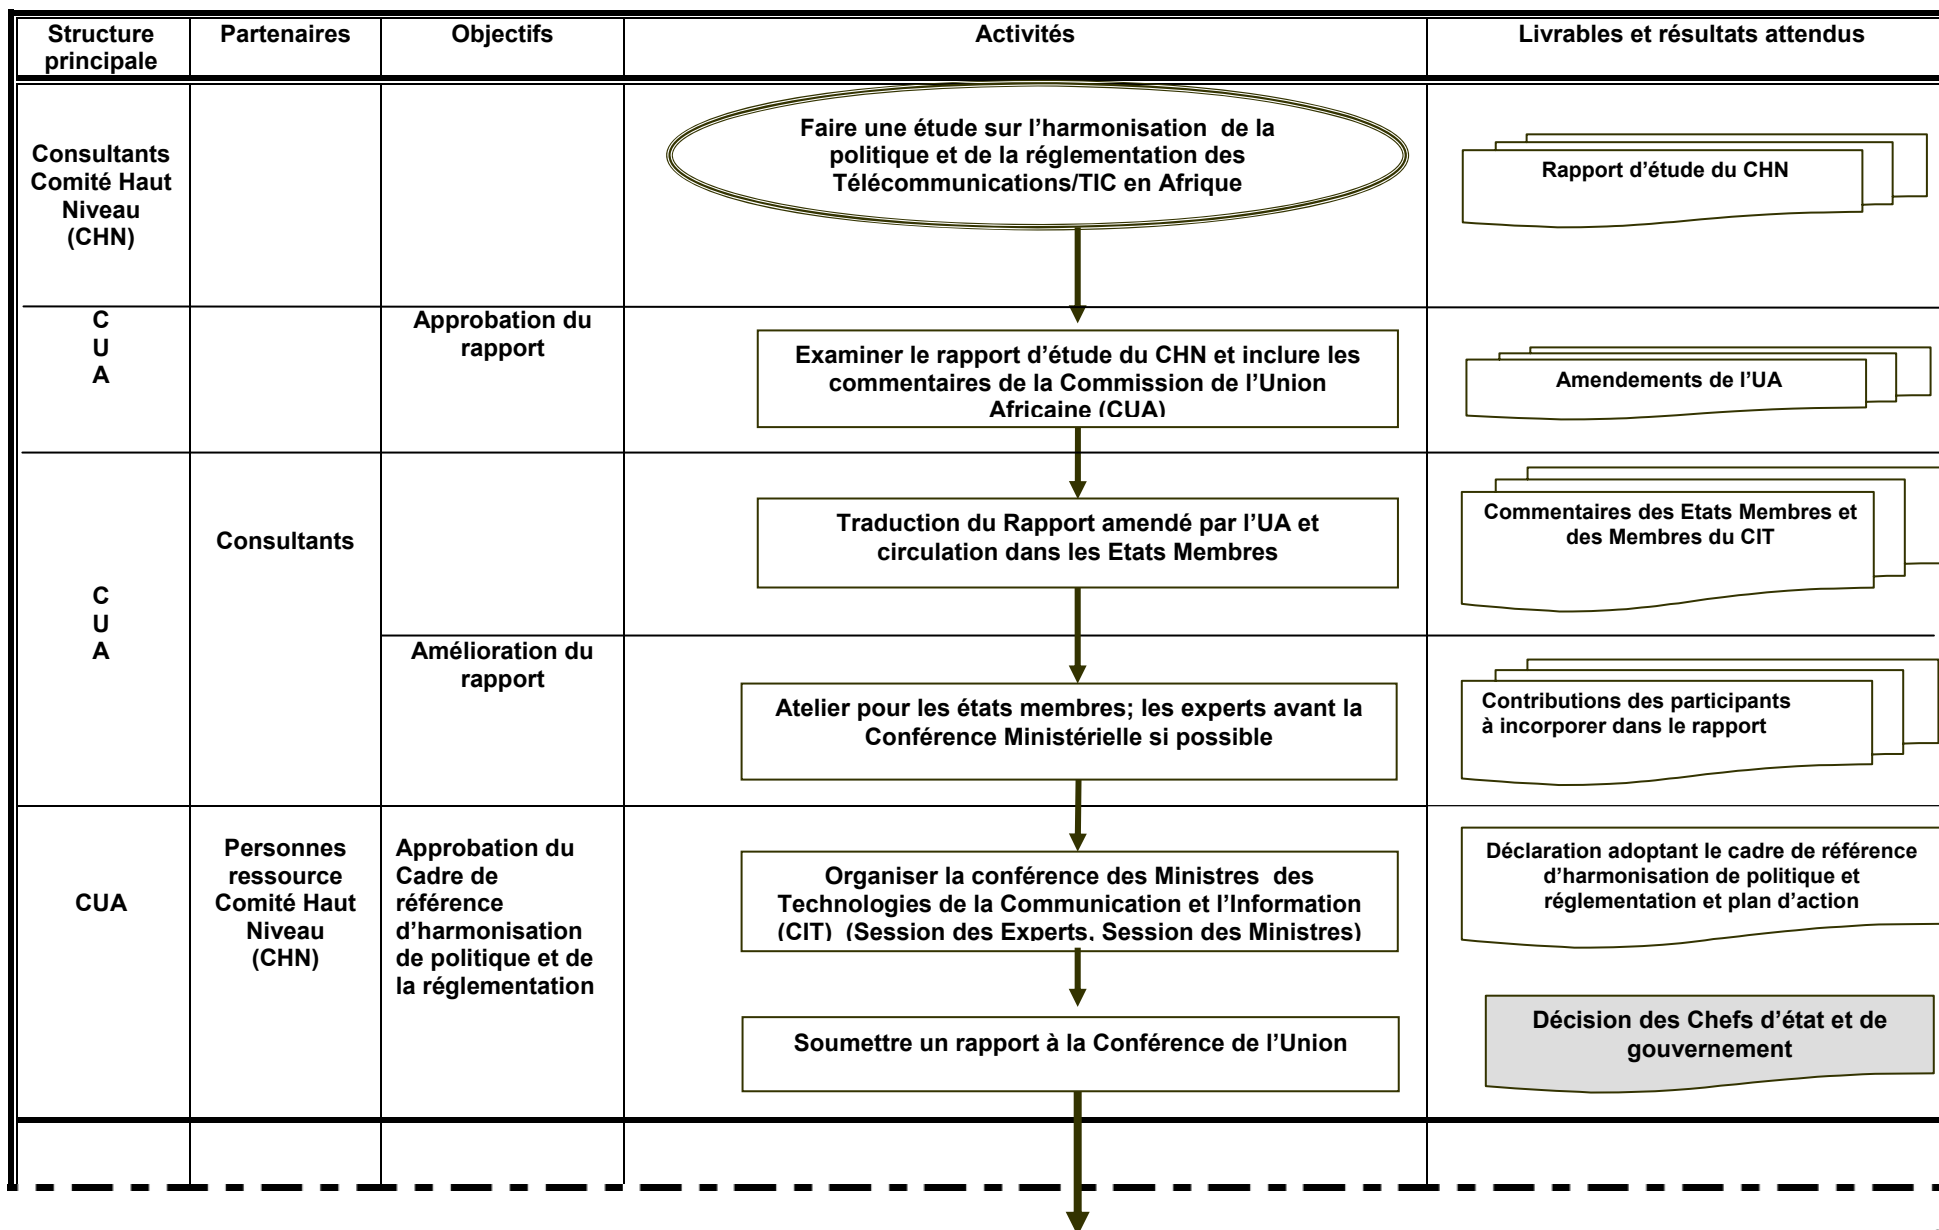 Structure
principale
Partenaires
Objectifs
Activités
Livrables et résultats attendus
Consultants
Comité Haut
Niveau
(CHN)
Faire une étude sur l’harmonisation de la
politique et de la réglementation des
Télécommunications/TIC en Afrique
Rapport d’étude du CHN
C
U
A
Approbation du
rapport
Examiner le rapport d’étude du CHN et inclure les
commentaires de la Commission de l’Union
Africaine (CUA)
Amendements de l’UA
C
U
A
Consultants
Traduction du Rapport amendé par l’UA et
circulation dans les Etats Membres
Commentaires des Etats Membres et
des Membres du CIT
Amélioration du
rapport
Atelier pour les états membres; les experts avant la
Conférence Ministérielle si possible
Contributions des participants
à incorporer dans le rapport
CUA
Personnes
ressource
Comité Haut
Niveau
(CHN)
Approbation du
Cadre de
référence
d’harmonisation
de politique et de
la réglementation
Organiser la conférence des Ministres des
Technologies de la Communication et l’Information
(CIT) (Session des Experts, Session des Ministres)
Déclaration adoptant le cadre de référence
d’harmonisation de politique et
réglementation et plan d’action
Soumettre un rapport à la Conférence de l’Union
Décision des Chefs d’état et de
gouvernement